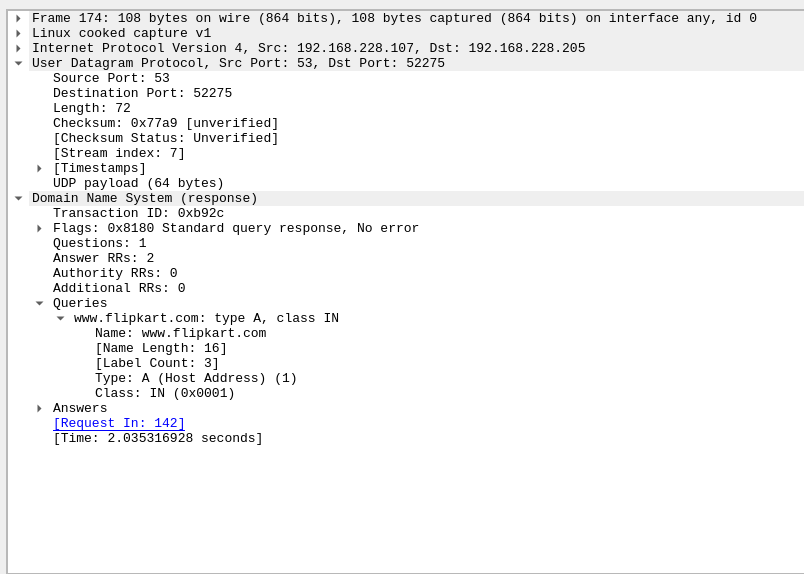 Frame 174: 108 bytes on wire (864 bits), 108 bytes captured (864 bits) on interface any, id 0
Linux cooked capture v1
Internet Protocol Version 4, Src: 192.168.228.107, Dst: 192.168.228.205
User Datagram Protocol, Src Port: 53, Dst Port: 52275
Source Port: 53
Destination Port: 52275
Length: 72
Checksum: 0x77a9 [unverified]
[Checksum Status: Unverified]
[Stream index: 7]
[Timestamps]
UDP payload (64 bytes)
Domain Name System (response)
Transaction ID: 0xb92c
Flags: 0x8180 Standard query response, No error
Questions: 1
Answer RRs: 2
Authority RRs: 0
Additional RRs: 0
Queries
www.flipkart.com: type A, class IN
Name: www.flipkart.com
[Name Length: 16]
[Label Count: 3]
Type: A (Host Address) (1)
Class: IN (0x0001)
Answers
[Request In: 142]
[Time: 2.035316928 seconds]